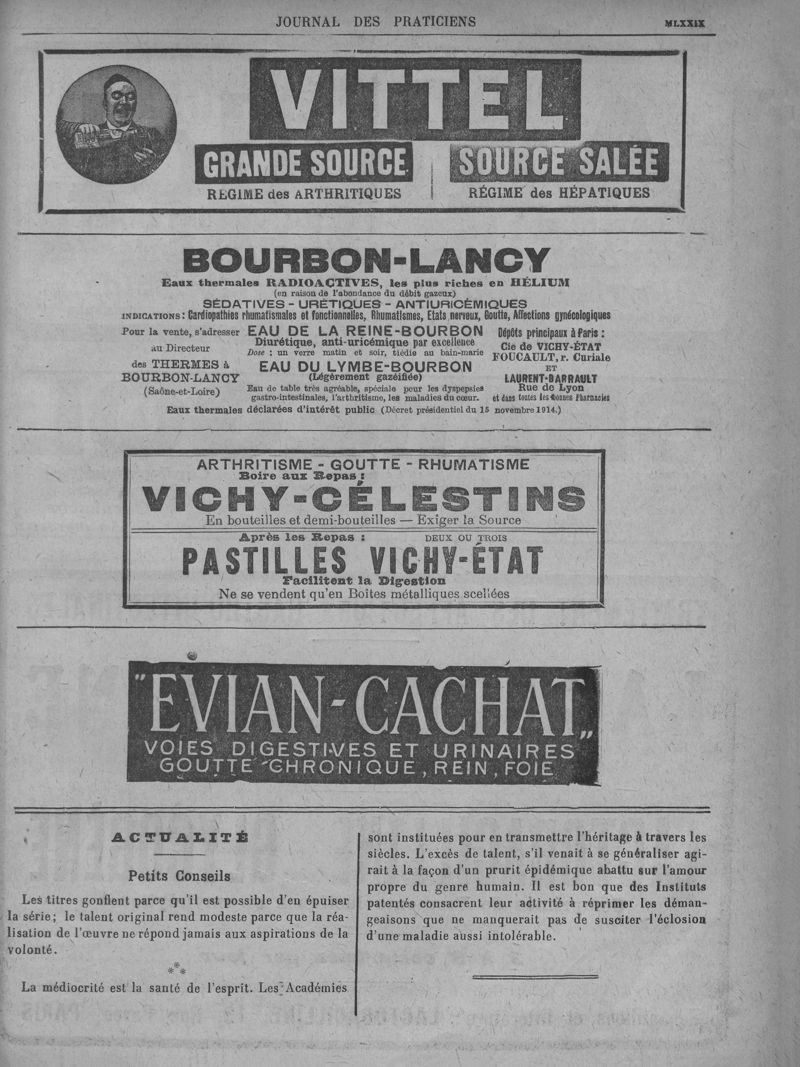 JOURNAL DES PRATICIENS
MLXXIX
VITTEL
GRANDE SOURCE
SOURCE SALÉE
RÉGIME des ARTHRITIQUES
RÉGIME des HÉPATIQUES
BOURBON-LANCY
Eaux thermales RADIOACTIVES, les plus riches en HÉLIUM
(en raison de l'abondance du débit gazeux)
SÉDATIVES - URÉTIQUES - ANTIURICÉMIQUES
INDICATIONS: Cardiopathies rhumatismales et fonctionnelles, Rhumatismes, Etats nerveux, Goutte, Affections gynécologiques
Pour la vente, s'adresser
au Directeur
des THERMES à
BOURBON-LANCY
(Saône-et-Loire)
EAU DE LA REINE-BOURBON
Diurétique, anti-uricémique par excellence
Dose : un verre matin et soir, tiédie au bain-marie
EAU DU LYMBE-BOURBON
(Légèrement gazéifiée)
Eau de table très agréable, spéciale pour les dyspepsies
gastro-intestinales, l'arthritisme, les maladies du cœur.
Dépôts principaux à Paris :
Cie de VICHY-ÉTAT
FOUCAULT, r. Curiale
ET
LAURENT-BARRAULT
Rue de Lyon
et dans toutes les bonnes Pharmacies
Eaux thermales déclarées d'intérêt public (Décret présidentiel du 15 novembre 1914.)
ARTHRITISME - GOUTTE - RHUMATISME
Boire aux Repas :
VICHY-CÉLESTINS
En bouteilles et demi-bouteilles — Exiger la Source
Après les Repas : DEUX OU TROIS
PASTILLES VICHY-ÉTAT
Facilitent la Digestion
Ne se vendent qu'en Boîtes métalliques scellées
"EVIAN-CACHAT„
VOIES DIGESTIVES ET URINAIRES
GOUTTE CHRONIQUE, REIN, FOIE
ACTUALITÉ
Petits Conseils
Les titres gonflent parce qu'il est possible d'en épuiser
la série; le talent original rend modeste parce que la réa-
lisation de l'œuvre ne répond jamais aux aspirations de la
volonté.
***
La médiocrité est la santé de l'esprit. Les Académies
sont instituées pour en transmettre l'héritage à travers les
siècles. L'excès de talent, s'il venait à se généraliser agi-
rait à la façon d'un prurit épidémique abattu sur l'amour
propre du genre humain. Il est bon que des Instituts
patentés consacrent leur activité à réprimer les déman-
geaisons que ne manquerait pas de susciter l'éclosion
d'une maladie aussi intolérable.